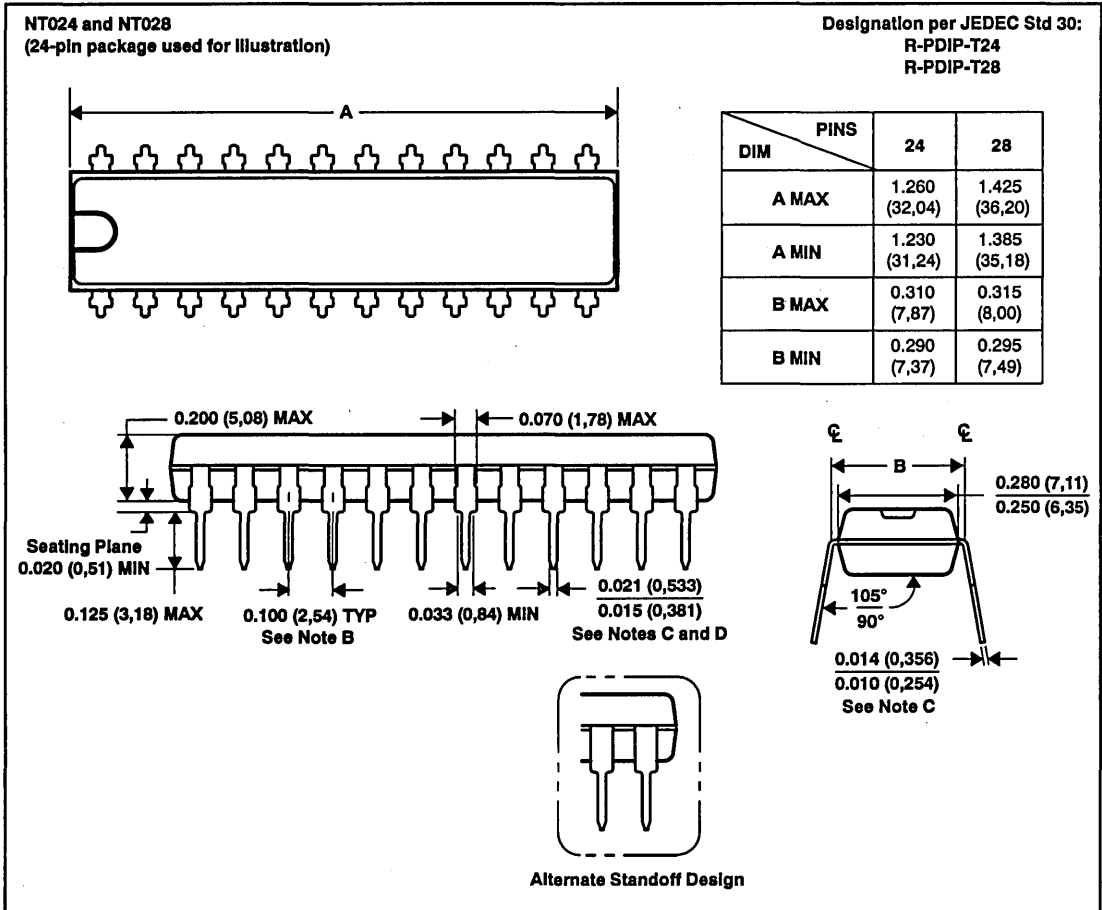 NT024 and NT028
(24-pin package used for illustration)
Designation per JEDEC Std 30:
R-PDIP-T24
R-PDIP-T28
A
PINS
DIM
24
28
A MAX
1.260
(32,04)
1.425
(36,20)
A MIN
1.230
(31,24)
1.385
(35,18)
B MAX
0.310
(7,87)
0.315
(8,00)
B MIN
0.290
(7,37)
0.295
(7,49)
0.200 (5,08) MAX
0.070 (1,78) MAX
Seating Plane
0.020 (0,51) MIN
0.125 (3,18) MAX
0.100 (2,54) TYP
See Note B
0.033 (0,84) MIN
0.021 (0,533)
0.015 (0,381)
See Notes C and D
℄
℄
B
0.280 (7,11)
0.250 (6,35)
105°
90°
0.014 (0,356)
0.010 (0,254)
See Note C
Alternate Standoff Design